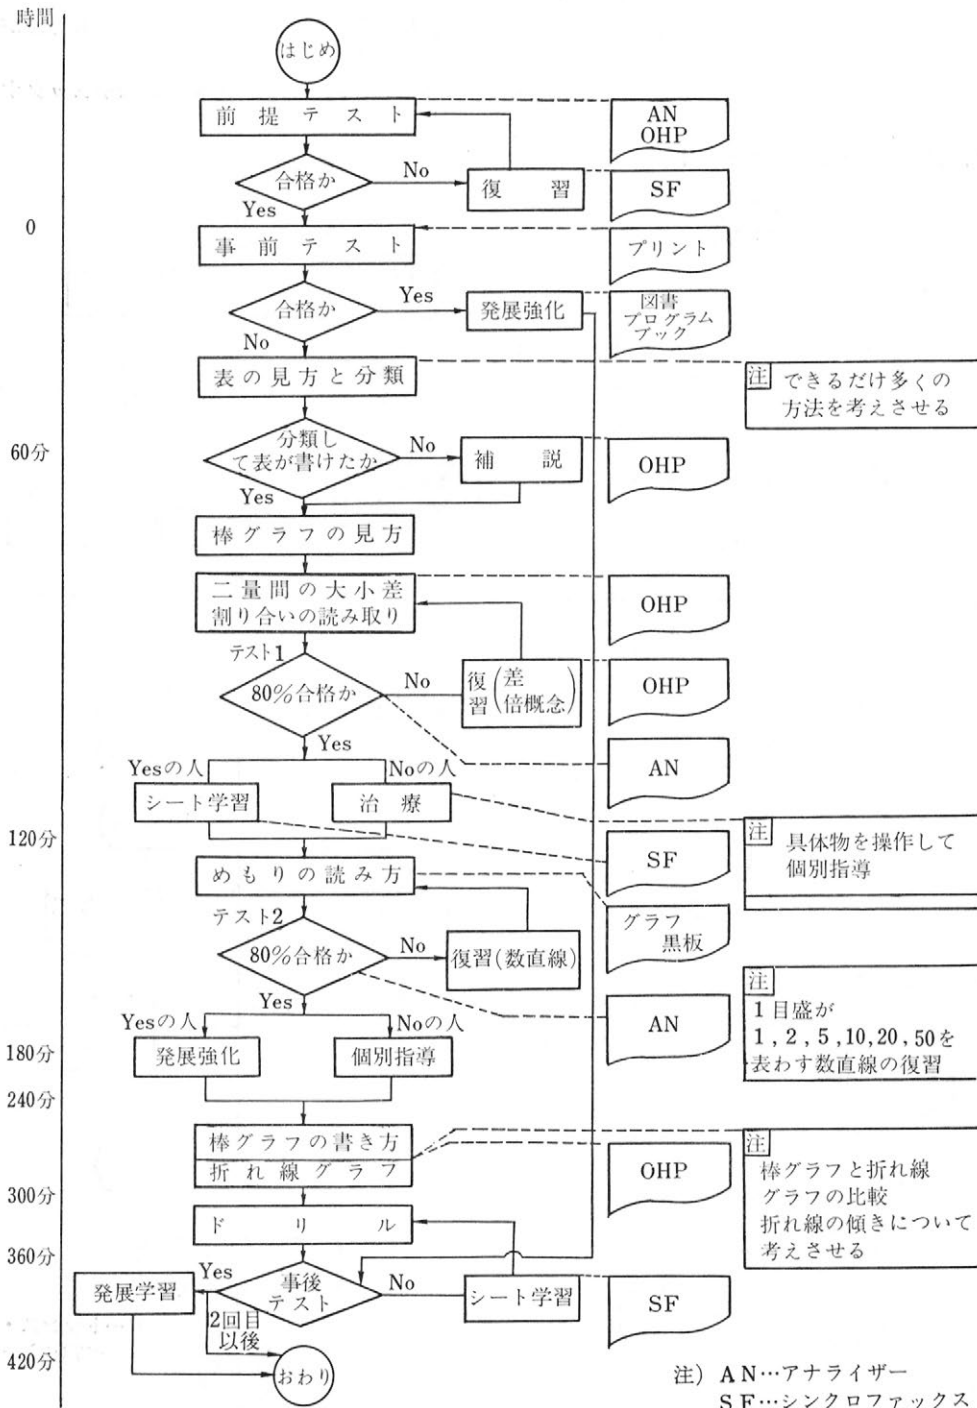 時間
はじめ
前提テスト
AN
OHP
合格か
No
復習
SF
Yes
0
事前テスト
プリント
合格か
Yes
発展強化
図書
プログラム
ブック
No
表の見方と分類
注 できるだけ多くの
方法を考えさせる
60分
分類し
て表が書けたか
No
補説
OHP
Yes
棒グラフの見方
二量間の大小差
割り合いの読み取り
OHP
テスト1
80%合格か
No
復習(差
倍概念)
OHP
Yes
AN
Yesの人
Noの人
シート学習
治療
120分
注 具体物を操作して
個別指導
SF
めもりの読み方
テスト2
グラフ
黒板
80%合格か
No
復習(数直線)
Yes
AN
注
1目盛が
1,2,5,10,20,50を
表わす数直線の復習
Yesの人
Noの人
180分
発展強化
個別指導
240分
棒グラフの書き方
折れ線グラフ
OHP
注
棒グラフと折れ線
グラフの比較
折れ線の傾きについて
考えさせる
300分
ドリル
360分
Yes
事後
テスト
No
発展学習
シート学習
SF
2回目
以後
420分
おわり
注) AN…アナライザー
SF…シンクロファックス